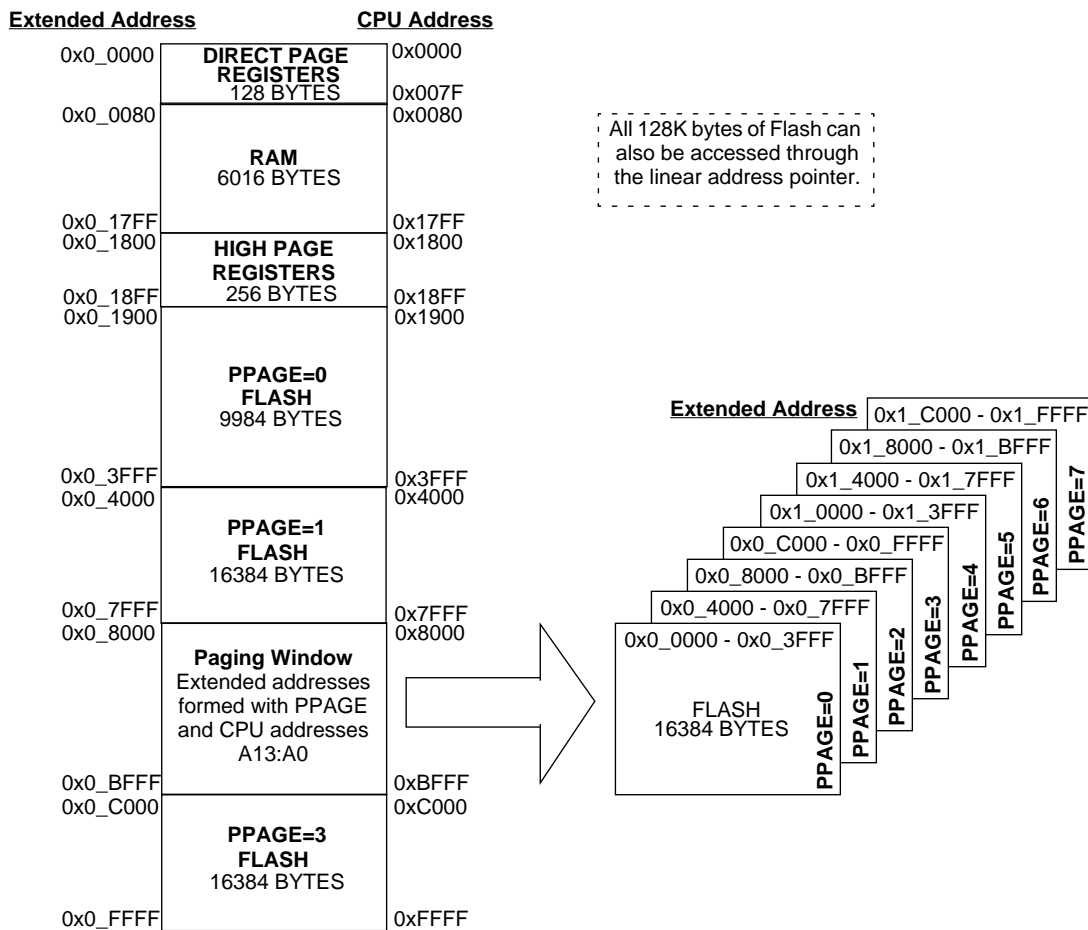 Extended Address
CPU Address
0x0_0000
DIRECT PAGE
REGISTERS
128 BYTES
0x0000
0x007F
0x0_0080
0x0080
RAM
6016 BYTES
0x0_17FF
0x17FF
0x0_1800
0x1800
HIGH PAGE
REGISTERS
256 BYTES
0x0_18FF
0x18FF
0x0_1900
0x1900
PPAGE=0
FLASH
9984 BYTES
0x0_3FFF
0x3FFF
0x0_4000
0x4000
PPAGE=1
FLASH
16384 BYTES
0x0_7FFF
0x7FFF
0x0_8000
0x8000
Paging Window
Extended addresses
formed with PPAGE
and CPU addresses
A13:A0
0x0_BFFF
0xBFFF
0x0_C000
0xC000
PPAGE=3
FLASH
16384 BYTES
0x0_FFFF
0xFFFF
All 128K bytes of Flash can
also be accessed through
the linear address pointer.
Extended Address
0x1_C000 - 0x1_FFFF
0x1_8000 - 0x1_BFFF
0x1_4000 - 0x1_7FFF
0x1_0000 - 0x1_3FFF
0x0_C000 - 0x0_FFFF
0x0_8000 - 0x0_BFFF
0x0_4000 - 0x0_7FFF
0x0_0000 - 0x0_3FFF
FLASH
16384 BYTES
PPAGE=0
PPAGE=1
PPAGE=2
PPAGE=3
PPAGE=4
PPAGE=5
PPAGE=6
PPAGE=7